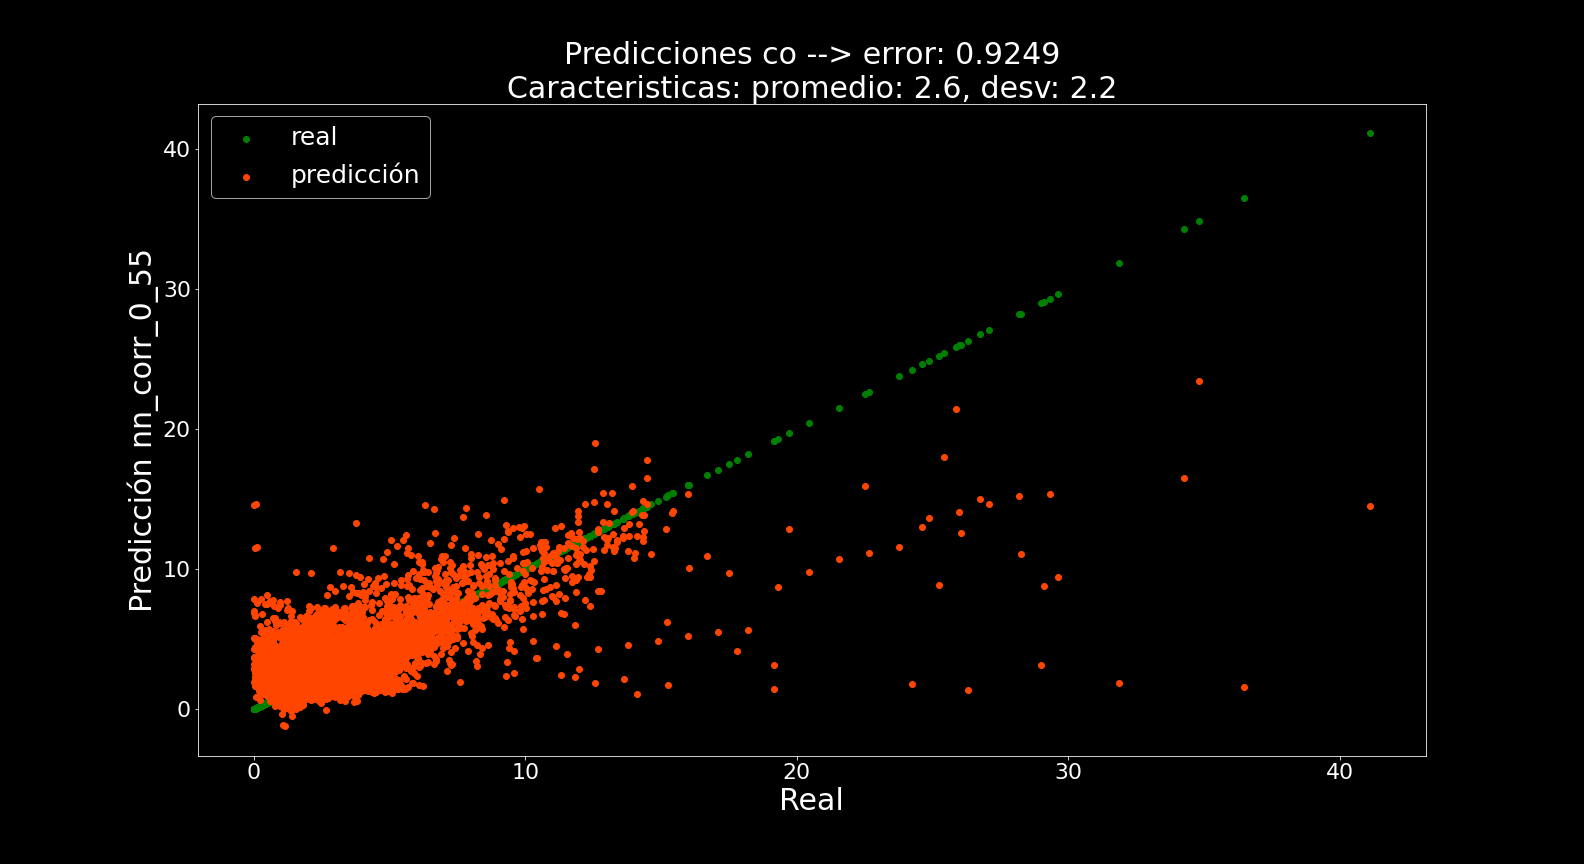 Predicciones co --> error: 0.9249
Caracteristicas: promedio: 2.6, desv: 2.2
real
predicción
40
30
20
10
0
Predicción nn_corr_0_55
0
10
20
30
40
Real